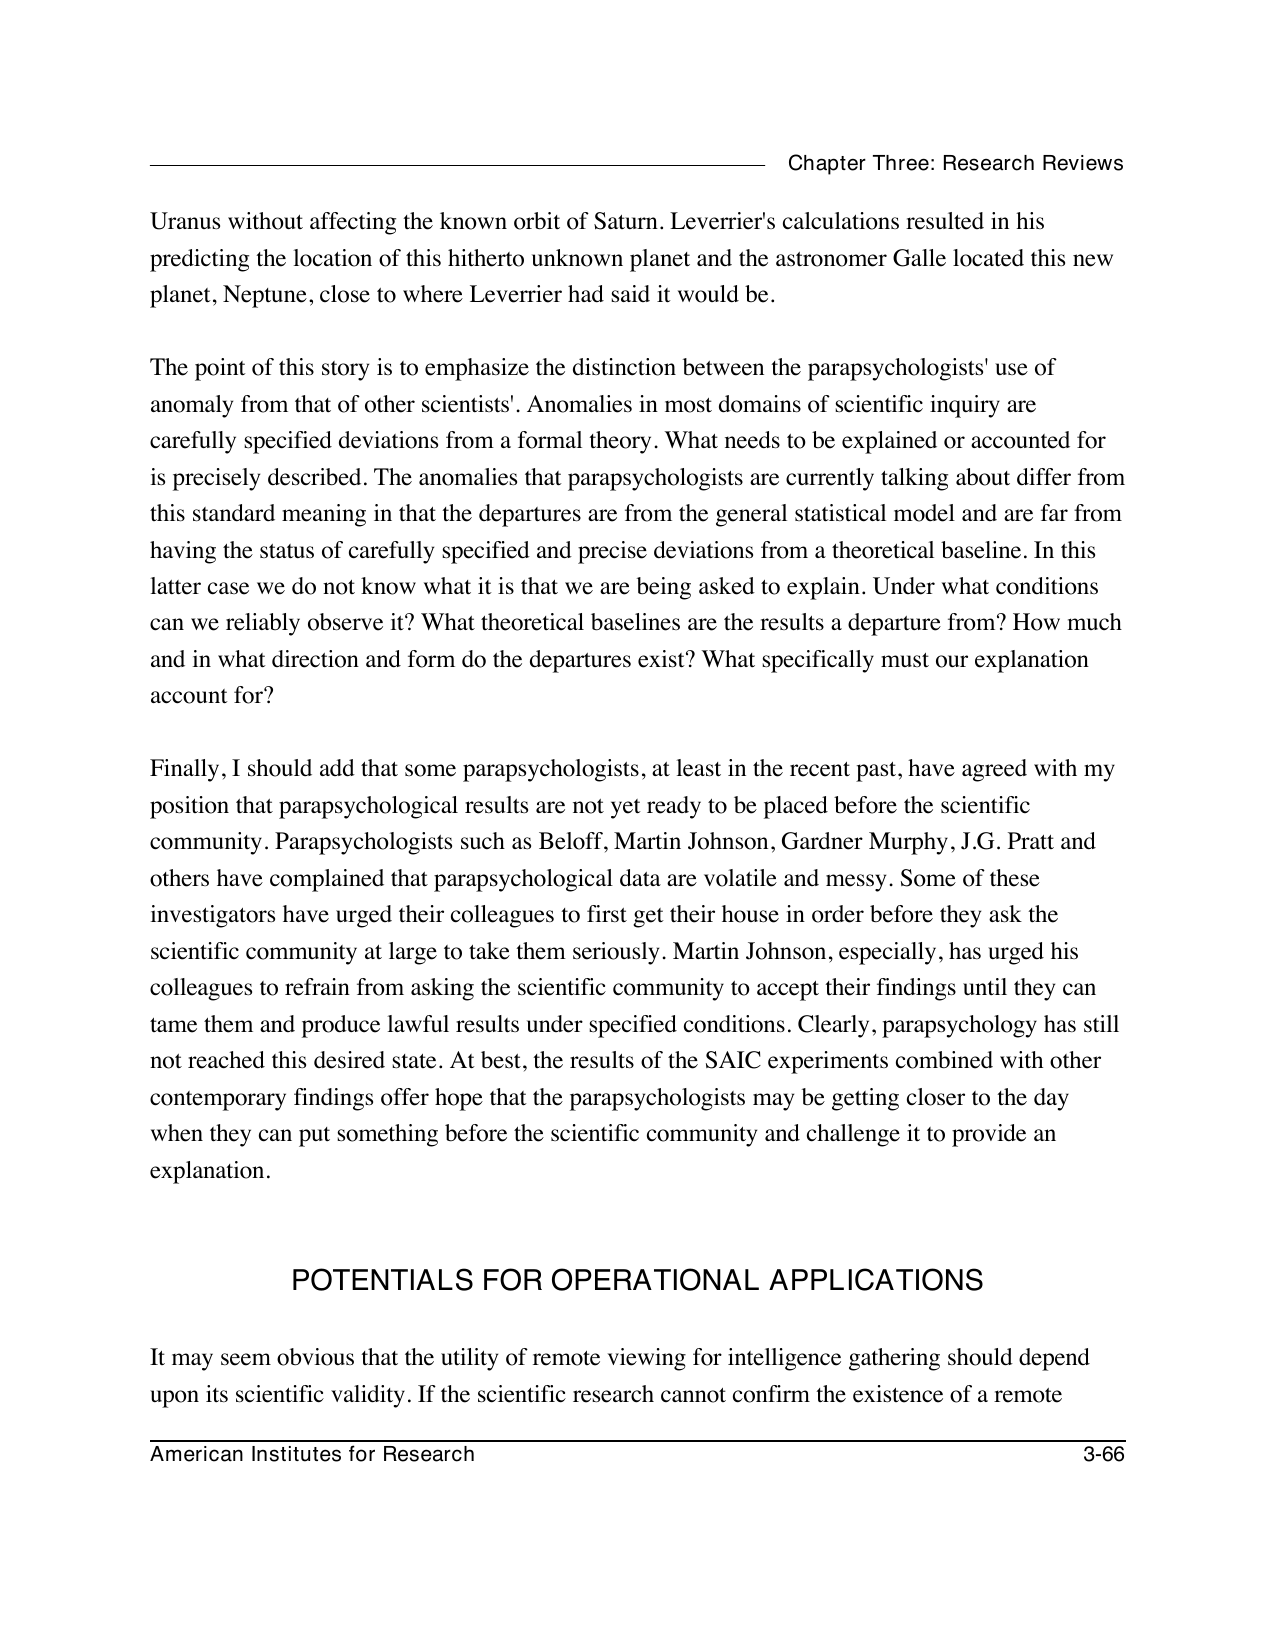 Chapter Three: Research Reviews
Uranus without affecting the known orbit of Saturn. Leverrier's calculations resulted in his
predicting the location of this hitherto unknown planet and the astronomer Galle located this new
planet, Neptune, close to where Leverrier had said it would be.
The point of this story is to emphasize the distinction between the parapsychologists' use of
anomaly from that of other scientists'. Anomalies in most domains of scientific inquiry are
carefully specified deviations from a formal theory. What needs to be explained or accounted for
is precisely described. The anomalies that parapsychologists are currently talking about differ from
this standard meaning in that the departures are from the general statistical model and are far from
having the status of carefully specified and precise deviations from a theoretical baseline. In this
latter case we do not know what it is that we are being asked to explain. Under what conditions
can we reliably observe it? What theoretical baselines are the results a departure from? How much
and in what direction and form do the departures exist? What specifically must our explanation
account for?
Finally, I should add that some parapsychologists, at least in the recent past, have agreed with my
position that parapsychological results are not yet ready to be placed before the scientific
community. Parapsychologists such as Beloff, Martin Johnson, Gardner Murphy, J.G. Pratt and
others have complained that parapsychological data are volatile and messy. Some of these
investigators have urged their colleagues to first get their house in order before they ask the
scientific community at large to take them seriously. Martin Johnson, especially, has urged his
colleagues to refrain from asking the scientific community to accept their findings until they can
tame them and produce lawful results under specified conditions. Clearly, parapsychology has still
not reached this desired state. At best, the results of the SAIC experiments combined with other
contemporary findings offer hope that the parapsychologists may be getting closer to the day
when they can put something before the scientific community and challenge it to provide an
explanation.
POTENTIALS FOR OPERATIONAL APPLICATIONS
It may seem obvious that the utility of remote viewing for intelligence gathering should depend
upon its scientific validity. If the scientific research cannot confirm the existence of a remote
American Institutes for Research 3-66